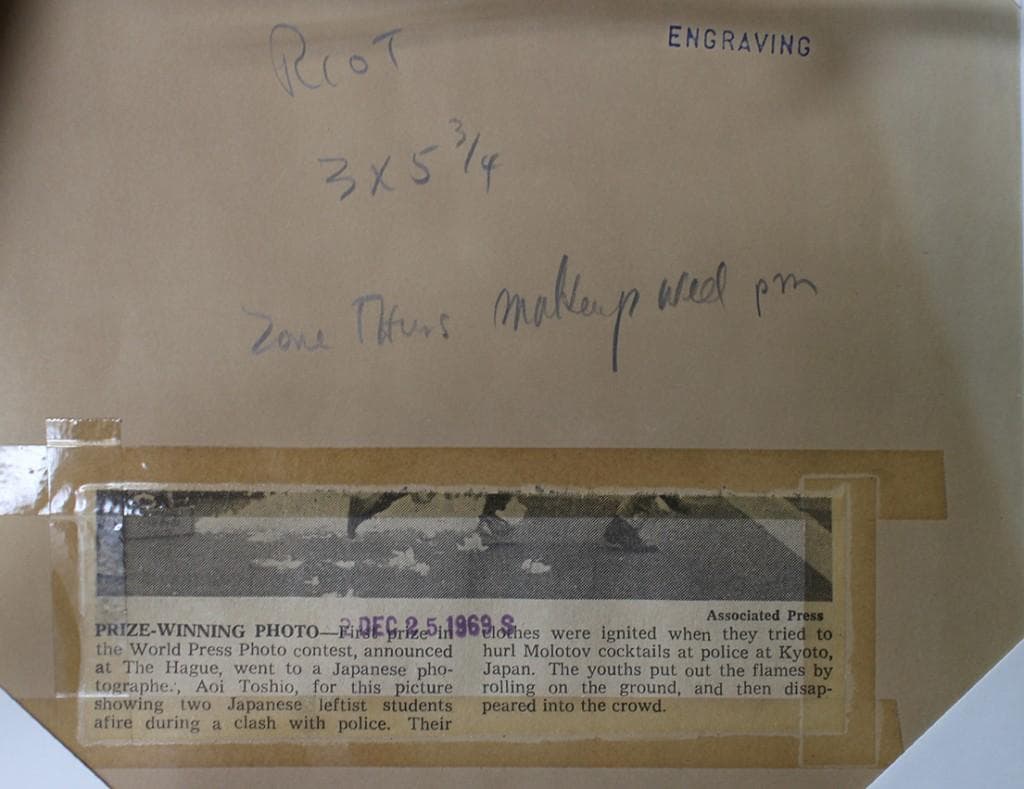 RIOT
ENGRAVING
3 x 5 3/4
Zone Thurs makeup wed pm
Associated Press
DEC 25 1969 S
PRIZE-WINNING PHOTO—First prize in
the World Press Photo contest, announced
at The Hague, went to a Japanese pho-
tographe., Aoi Toshio, for this picture
showing two Japanese leftist students
afire during a clash with police. Their
clothes were ignited when they tried to
hurl Molotov cocktails at police at Kyoto,
Japan. The youths put out the flames by
rolling on the ground, and then disap-
peared into the crowd.